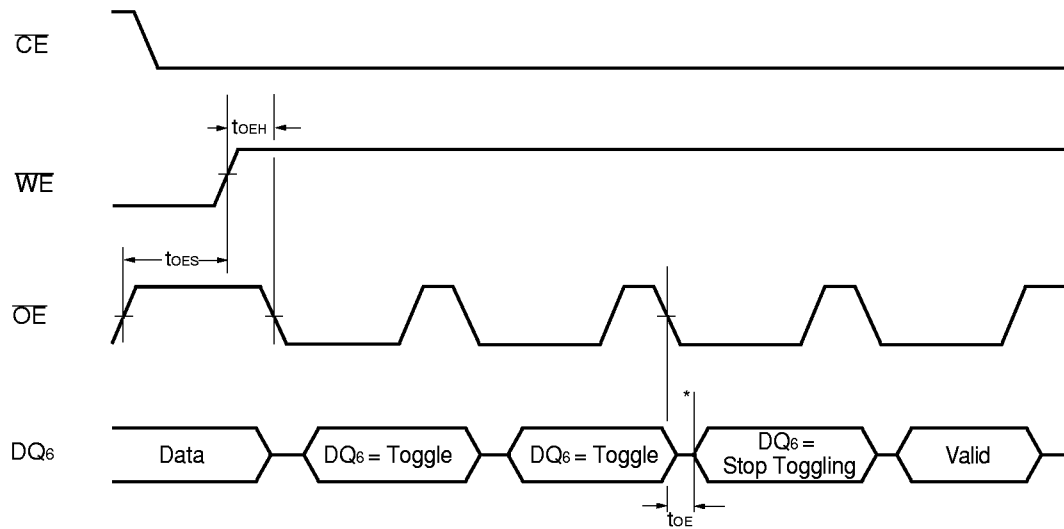 CE
tOEH
WE
tOES
OE
*
DQ6
Data
DQ6 = Toggle
DQ6 = Toggle
DQ6 =
Stop Toggling
Valid
tOE